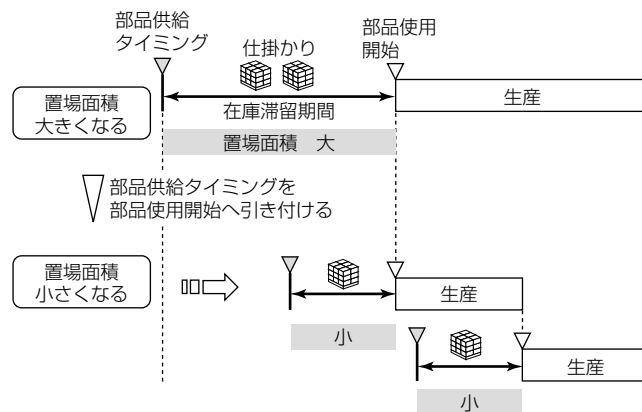 部品供給
タイミング
仕掛かり
部品使用
開始
置場面積
大きくなる
在庫滞留期間
生産
置場面積 大
部品供給タイミングを
部品使用開始へ引き付ける
置場面積
小さくなる
生産
小
生産
小